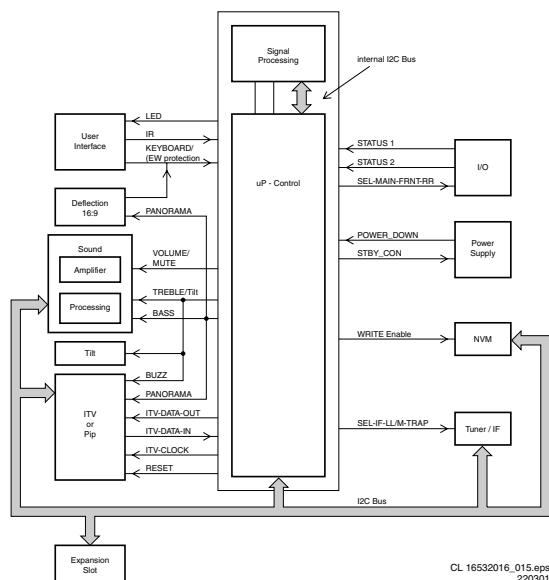 Signal
Processing
internal I2C Bus
uP - Control
LED
IR
KEYBOARD/
(EW protection
User
Interface
Deflection
16:9
PANORAMA
Sound
Amplifier
Processing
VOLUME/
MUTE
TREBLE/Tilt
BASS
Tilt
BUZZ
PANORAMA
ITV-DATA-OUT
ITV-DATA-IN
ITV-CLOCK
RESET
ITV
or
Pip
STATUS 1
STATUS 2
SEL-MAIN-FRNT-RR
I/O
POWER_DOWN
STBY_CON
Power
Supply
WRITE Enable
NVM
SEL-IF-LL/M-TRAP
Tuner / IF
I2C Bus
Expansion
Slot
CL 16532016_015.eps
220301